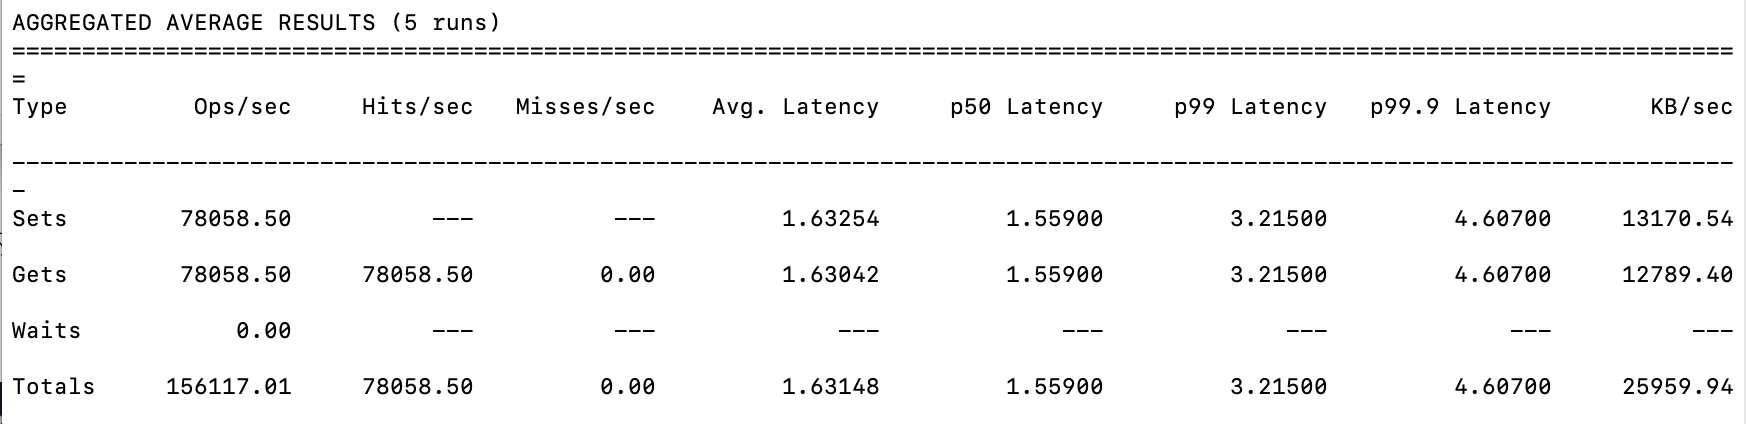 AGGREGATED AVERAGE RESULTS (5 runs)
===========================================================================================================================
=
Type         Ops/sec     Hits/sec   Misses/sec    Avg. Latency     p50 Latency     p99 Latency   p99.9 Latency       KB/sec
---------------------------------------------------------------------------------------------------------------------------
-
Sets        78058.50          ---          ---         1.63254         1.55900         3.21500         4.60700     13170.54
Gets        78058.50     78058.50         0.00         1.63042         1.55900         3.21500         4.60700     12789.40
Waits           0.00          ---          ---             ---             ---             ---             ---          ---
Totals     156117.01     78058.50         0.00         1.63148         1.55900         3.21500         4.60700     25959.94